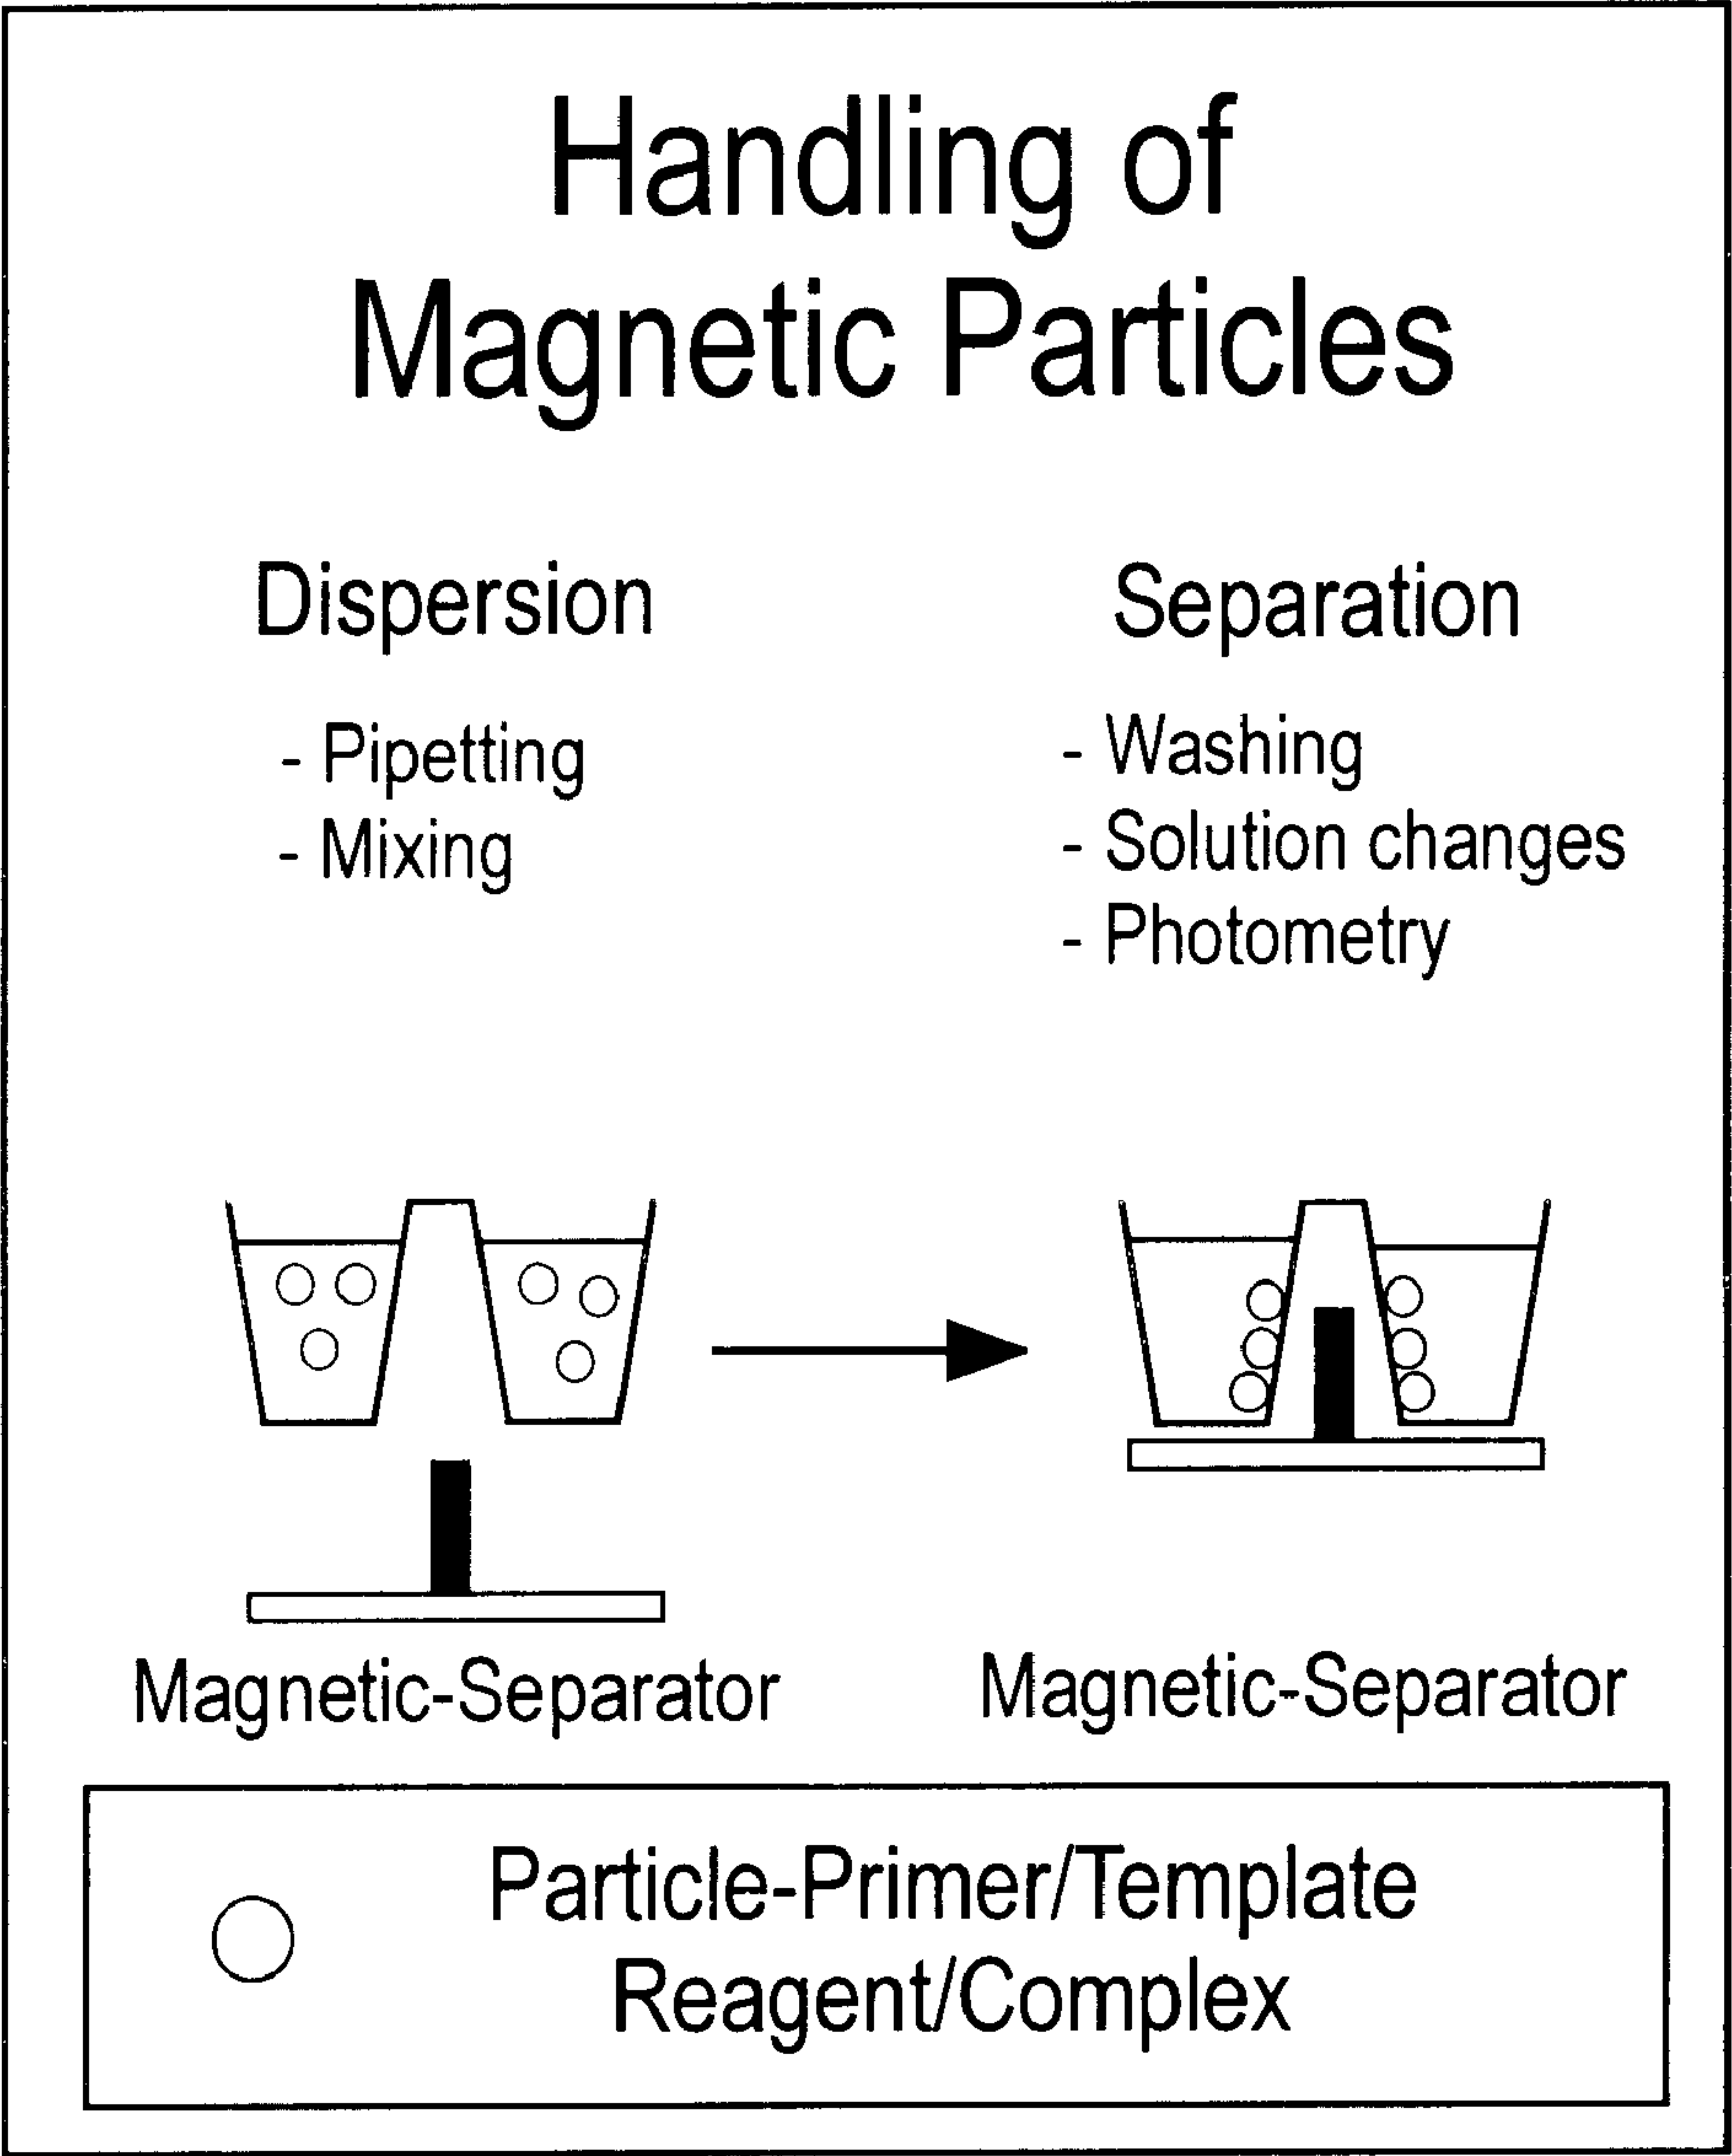 Handling of
Magnetic Particles
Dispersion
- Pipetting
- Mixing
Separation
- Washing
- Solution changes
- Photometry
Magnetic-Separator
Magnetic-Separator
Particle-Primer/Template
Reagent/Complex